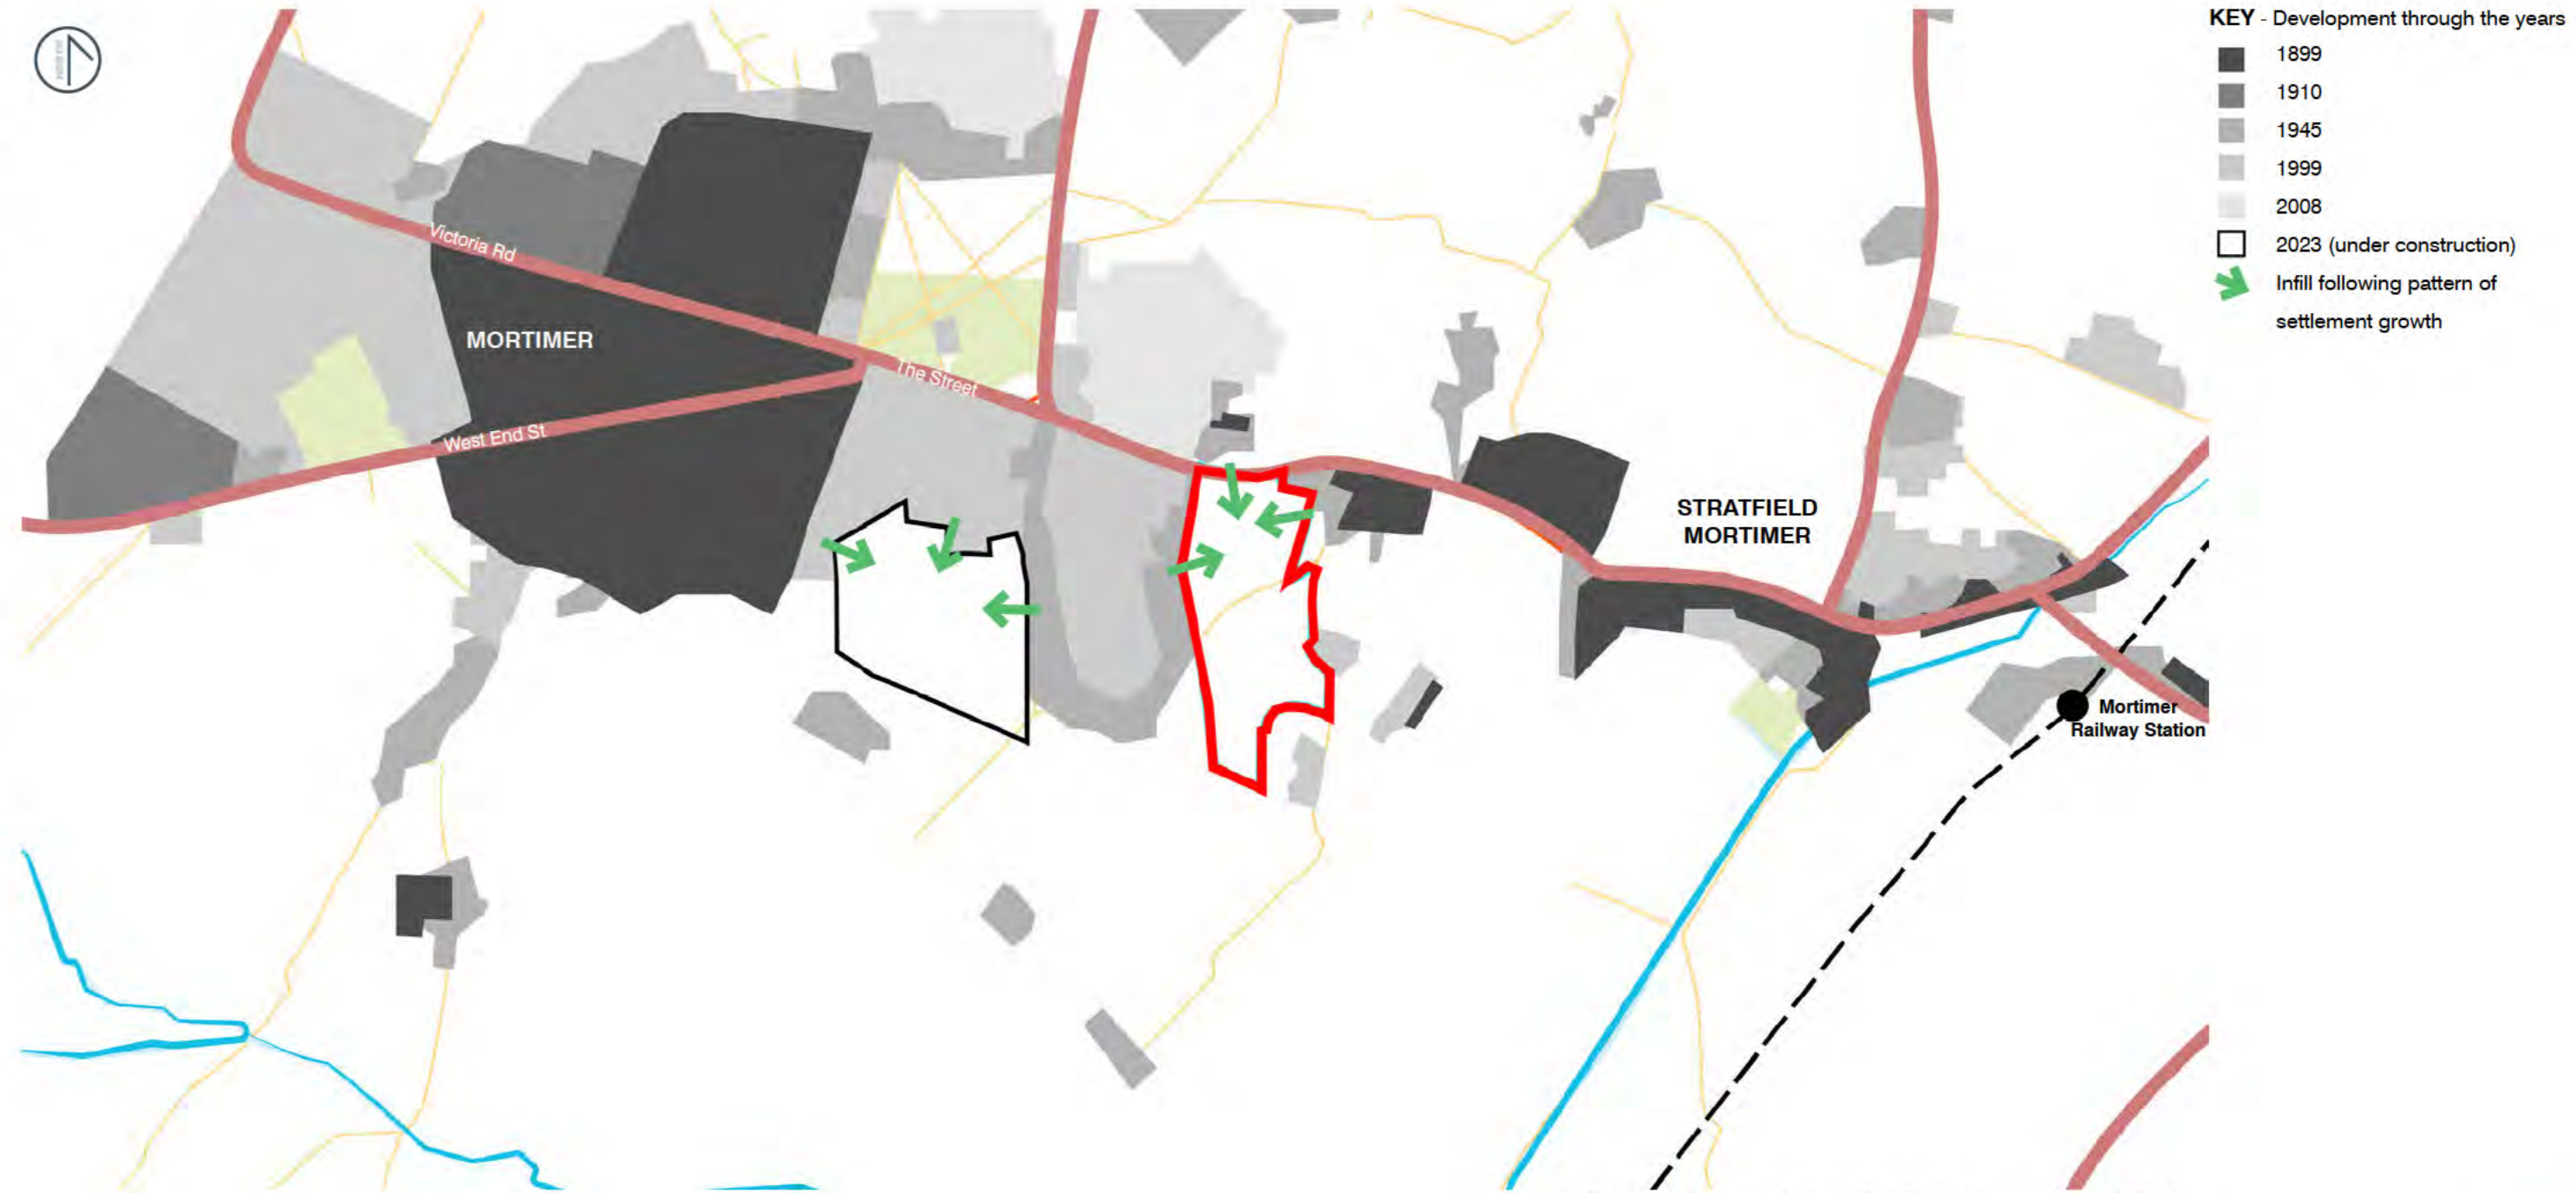 KEY - Development through the years
1899
1910
1945
1999
2008
2023 (under construction)
Infill following pattern of
settlement growth
Victoria Rd
MORTIMER
The Street
West End St
STRATFIELD
MORTIMER
Mortimer
Railway Station